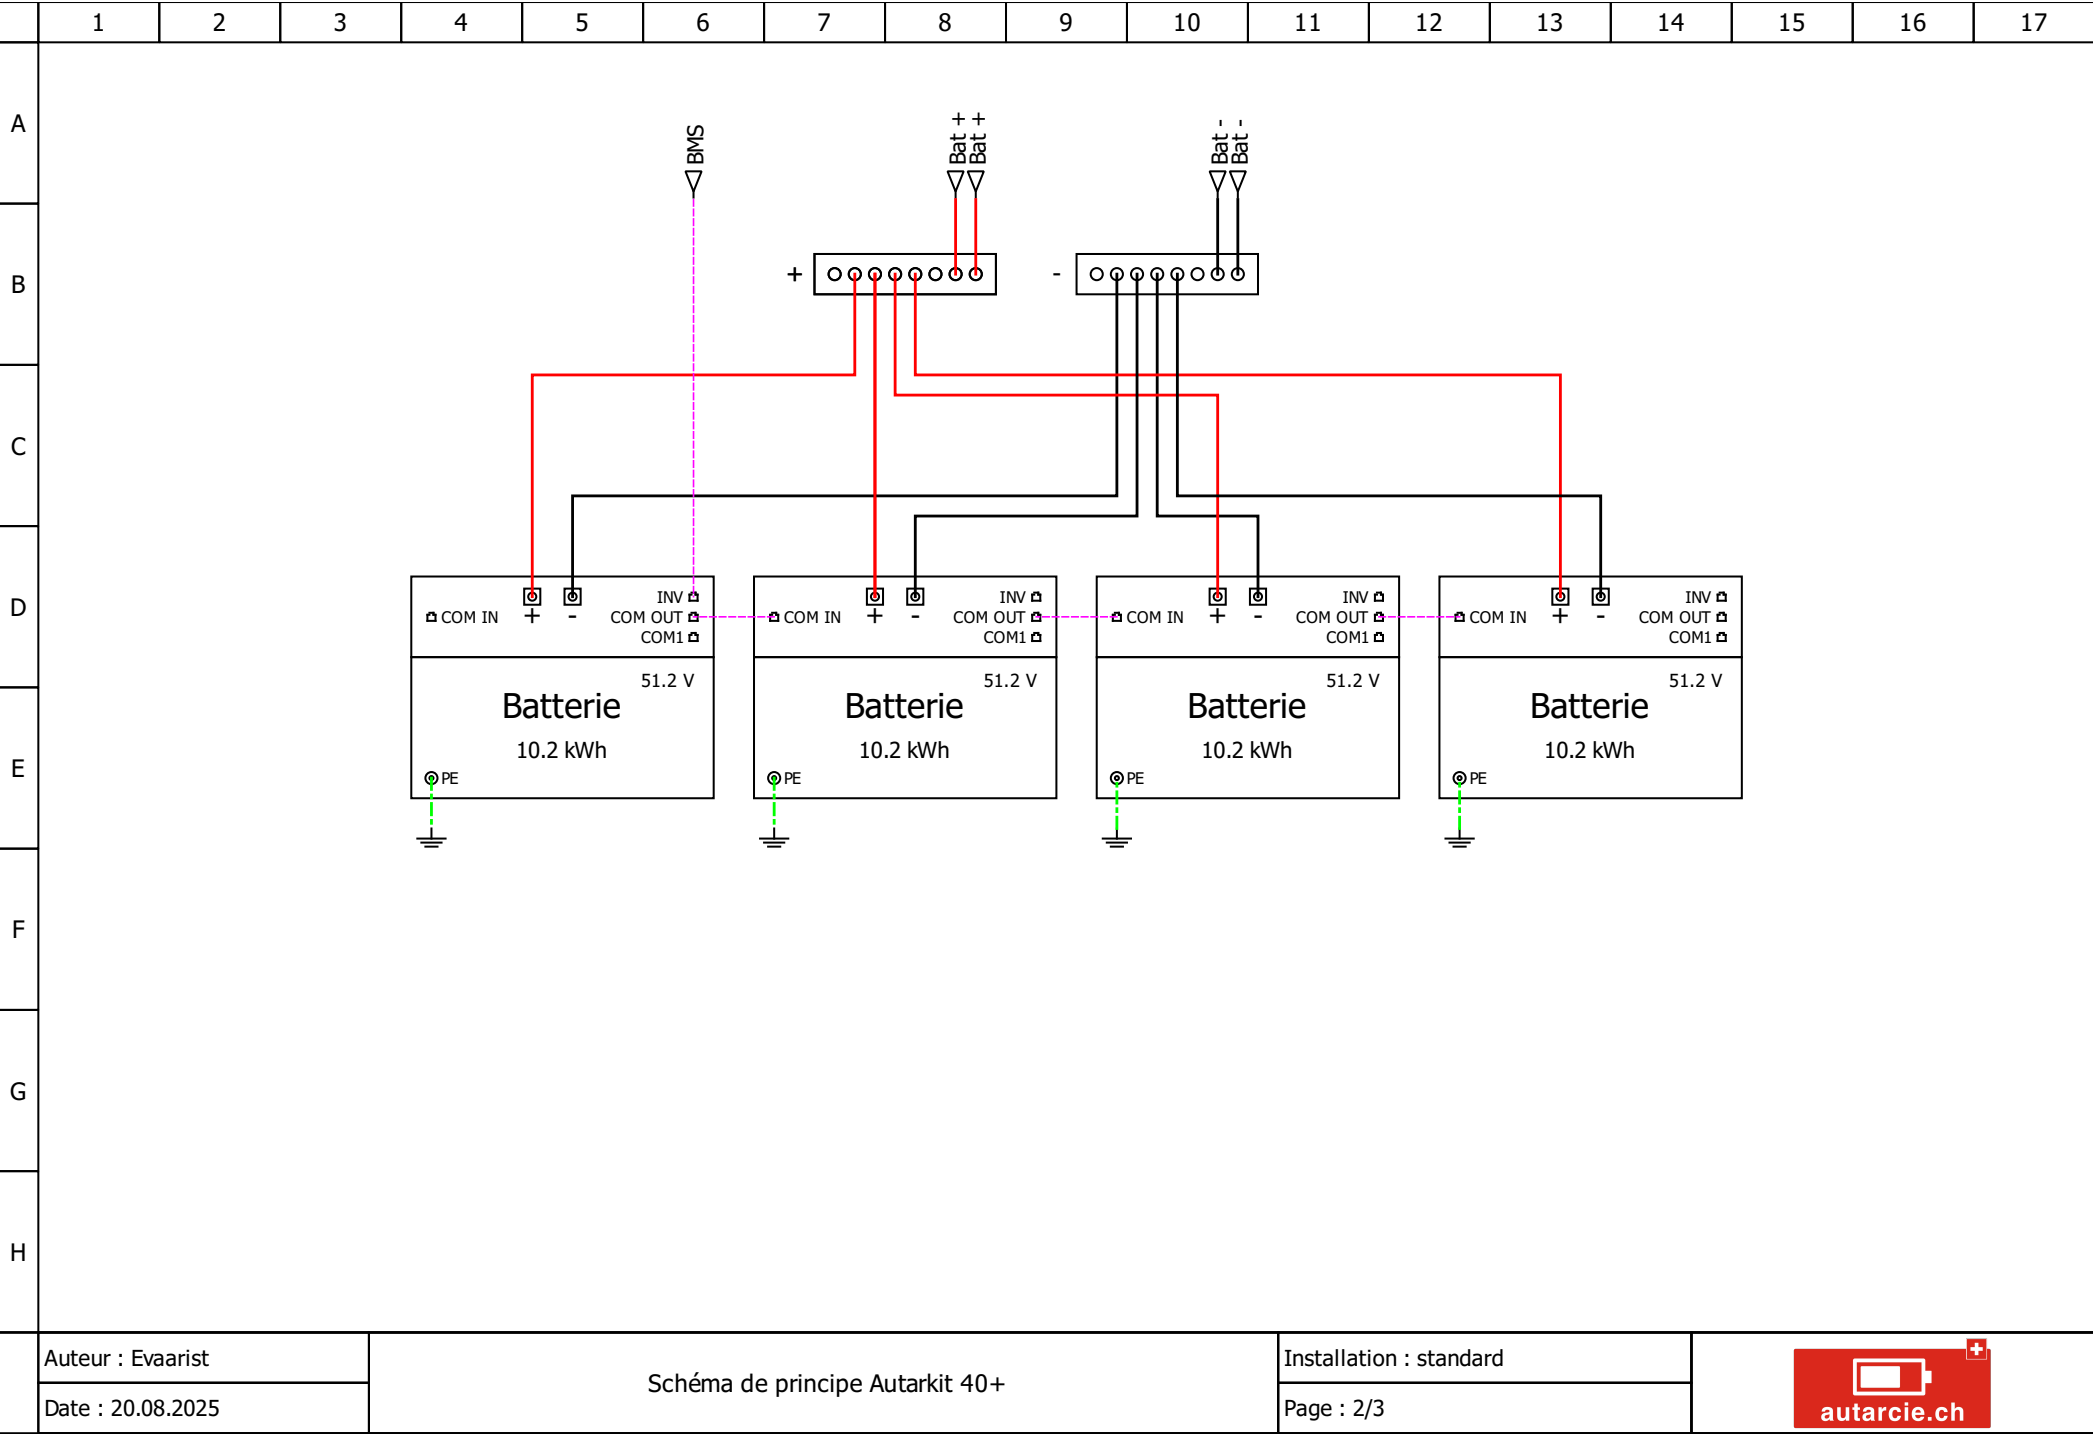 1 2 3 4 5 6 7 8 9 10 11 12 13 14 15 16 17
A
BMS Bat + Bat + Bat - Bat -
B
+ -
C
D
INV INV INV INV
COM IN + - COM OUT COM IN + - COM OUT COM IN + - COM OUT COM IN + - COM OUT
COM1 COM1 COM1 COM1
51.2 V 51.2 V 51.2 V 51.2 V
Batterie Batterie Batterie Batterie
10.2 kWh 10.2 kWh 10.2 kWh 10.2 kWh
E
PE PE PE PE
F
G
H
Auteur : Evaarist
Date : 20.08.2025
Schéma de principe Autarkit 40+
Installation : standard
Page : 2/3
autarcie.ch